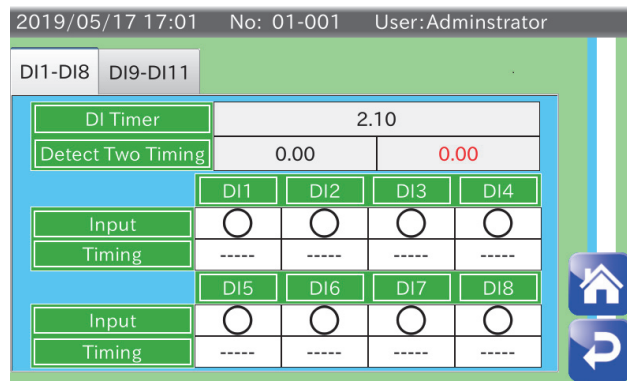 2019/05/17 17:01 No: 01-001 User:Adminstrator
DI1-DI8 DI9-DI11
DI Timer 2.10
Detect Two Timing 0.00 0.00
DI1 DI2 DI3 DI4
Input
Timing ----- ----- ----- -----
DI5 DI6 DI7 DI8
Input
Timing ----- ----- ----- -----